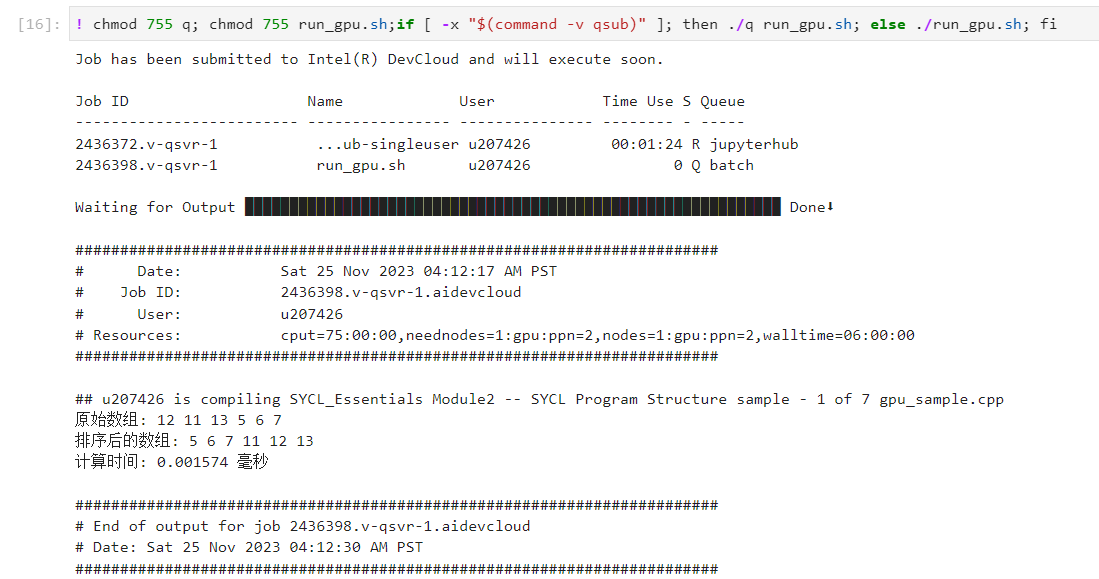 [16]: ! chmod 755 q; chmod 755 run_gpu.sh;if [ -x "$(command -v qsub)" ]; then ./q run_gpu.sh; else ./run_gpu.sh; fi
Job has been submitted to Intel(R) DevCloud and will execute soon.
Job ID                    Name             User            Time Use S Queue
------------------------- ---------------- --------------- -------- - -----
2436372.v-qsvr-1           ...ub-singleuser u207426         00:01:24 R jupyterhub
2436398.v-qsvr-1           run_gpu.sh       u207426                0 Q batch
Waiting for Output Done⬇
########################################################################
#      Date:           Sat 25 Nov 2023 04:12:17 AM PST
#    Job ID:           2436398.v-qsvr-1.aidevcloud
#      User:           u207426
# Resources:           cput=75:00:00,neednodes=1:gpu:ppn=2,nodes=1:gpu:ppn=2,walltime=06:00:00
########################################################################
## u207426 is compiling SYCL_Essentials Module2 -- SYCL Program Structure sample - 1 of 7 gpu_sample.cpp
原始数组: 12 11 13 5 6 7
排序后的数组: 5 6 7 11 12 13
计算时间: 0.001574 毫秒
########################################################################
# End of output for job 2436398.v-qsvr-1.aidevcloud
# Date: Sat 25 Nov 2023 04:12:30 AM PST
########################################################################